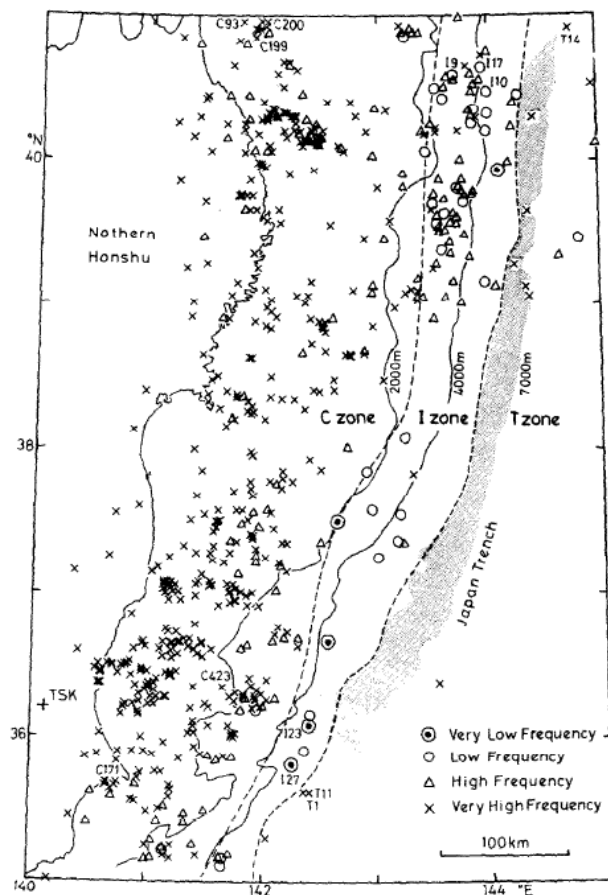 C93
C200
C199
T14
I9
I17
I10
°N
40
Nothern
Honshu
2000m
4000m
7000m
C zone
I zone
T zone
38
Japan Trench
C423
TSK
36
I23
I27
T11
T1
C171
Very Low Frequency
Low Frequency
High Frequency
Very High Frequency
100km
140
142
144
°E